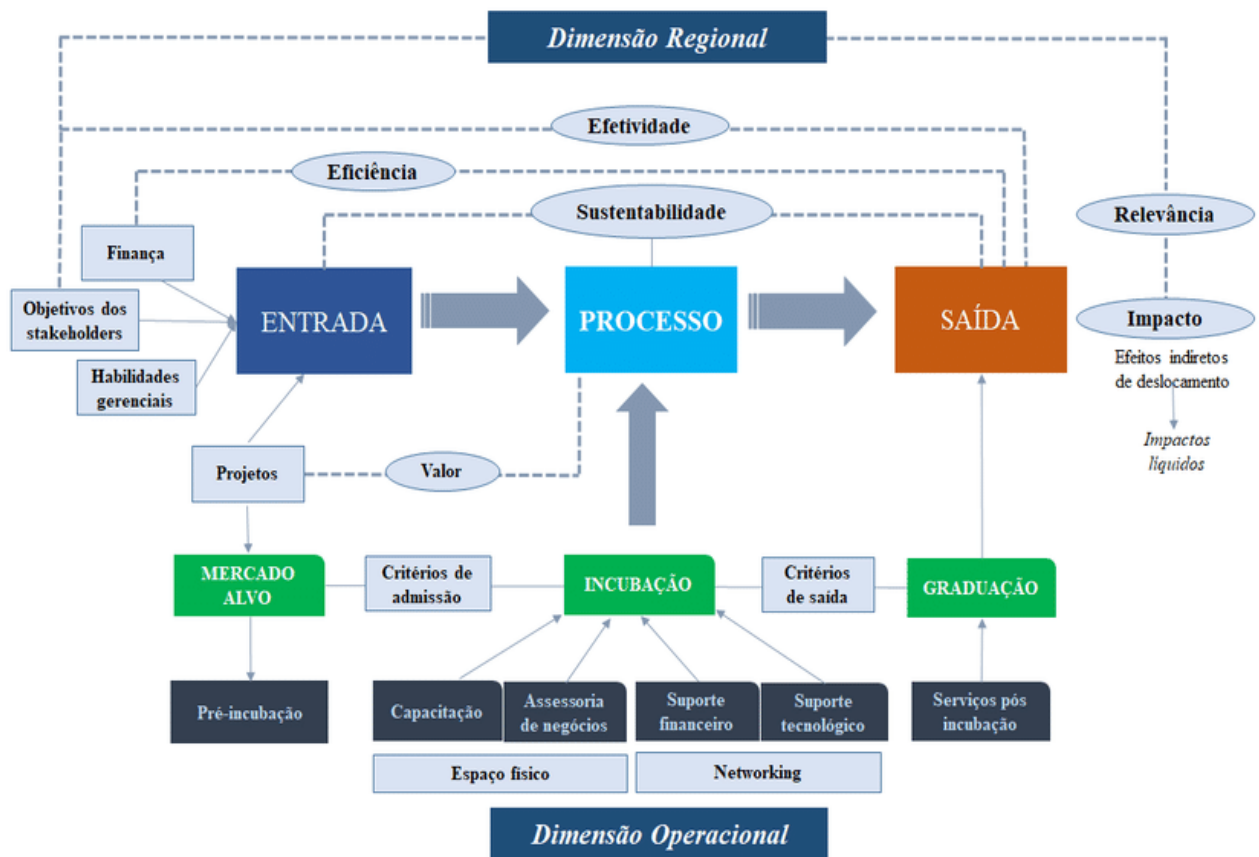 Dimensão Regional
Efetividade
Eficiência
Sustentabilidade
Relevância
Finança
Objetivos dos
stakeholders
Habilidades
gerenciais
ENTRADA
PROCESSO
SAÍDA
Impacto
Efeitos indiretos
de deslocamento
Impactos
líquidos
Projetos
Valor
MERCADO
ALVO
Critérios de
admissão
INCUBAÇÃO
Critérios
de saída
GRADUAÇÃO
Pré-incubação
Capacitação
Assessoria
de negócios
Suporte
financeiro
Suporte
tecnológico
Serviços pós
incubação
Espaço físico
Networking
Dimensão Operacional